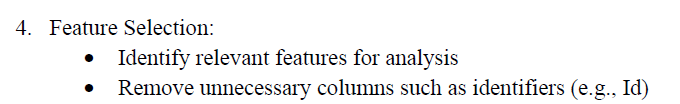 4. Feature Selection:
• Identify relevant features for analysis
• Remove unnecessary columns such as identifiers (e.g., Id)